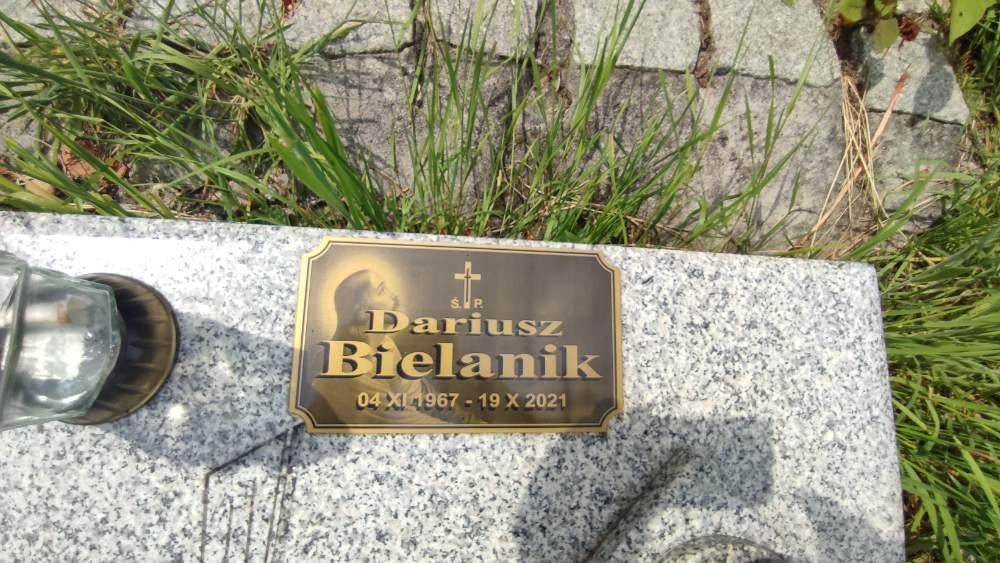 Ś. P.
Dariusz
Bielanik
04 XI 1967 - 19 X 2021